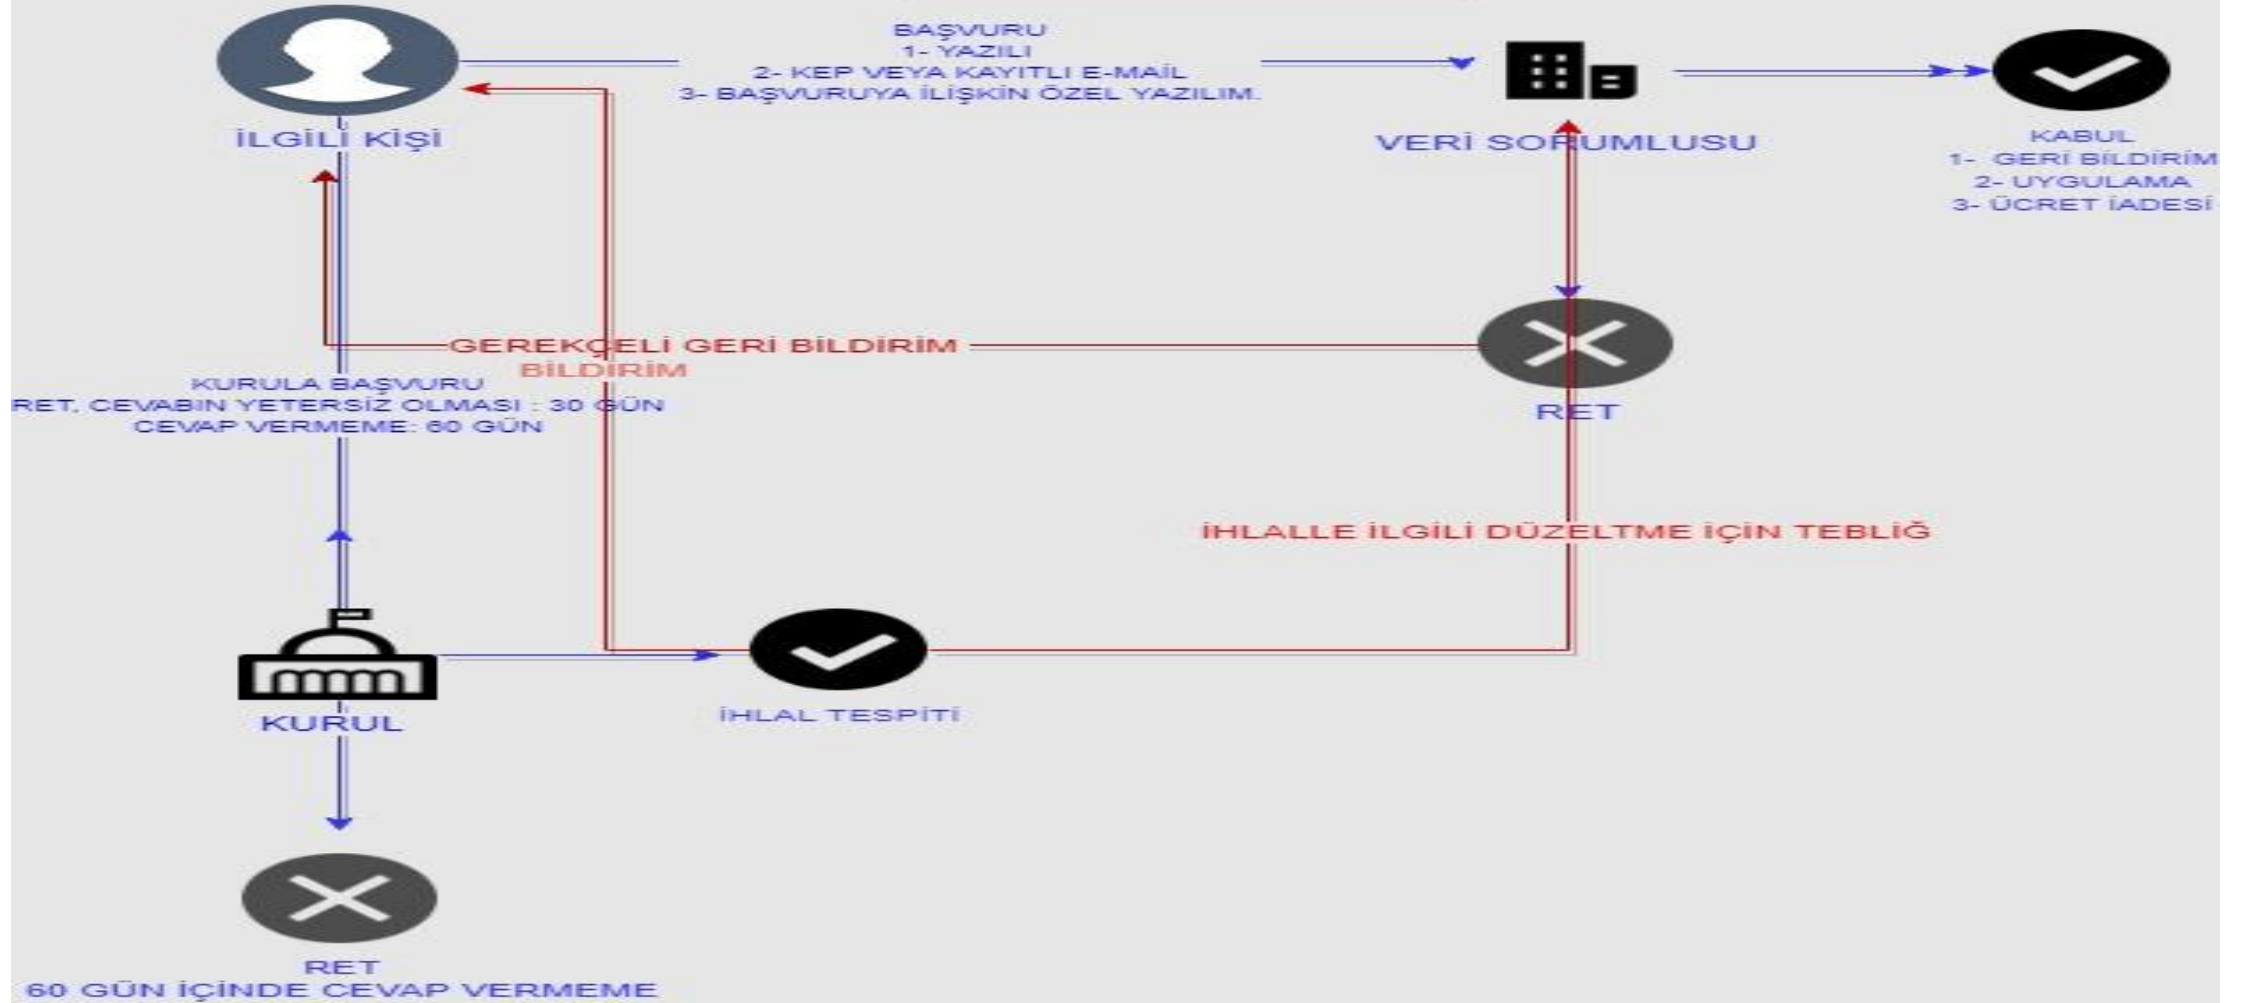 BAŞVURU
1- YAZILI
2- KEP VEYA KAYITLI E-MAİL
3- BAŞVURUYA İLİŞKİN ÖZEL YAZILIM.
İLGİLİ KİŞİ
VERİ SORUMLUSU
KABUL
1- GERİ BİLDİRİM
2- UYGULAMA
3- ÜCRET İADESİ
GEREKÇELİ GERİ BİLDİRİM
BİLDİRİM
KURULA BAŞVURU
RET, CEVABIN YETERSİZ OLMASI : 30 GÜN
CEVAP VERMEME: 60 GÜN
RET
İHLALLE İLGİLİ DÜZELTME İÇİN TEBLİĞ
KURUL
İHLAL TESPİTİ
RET
60 GÜN İÇİNDE CEVAP VERMEME